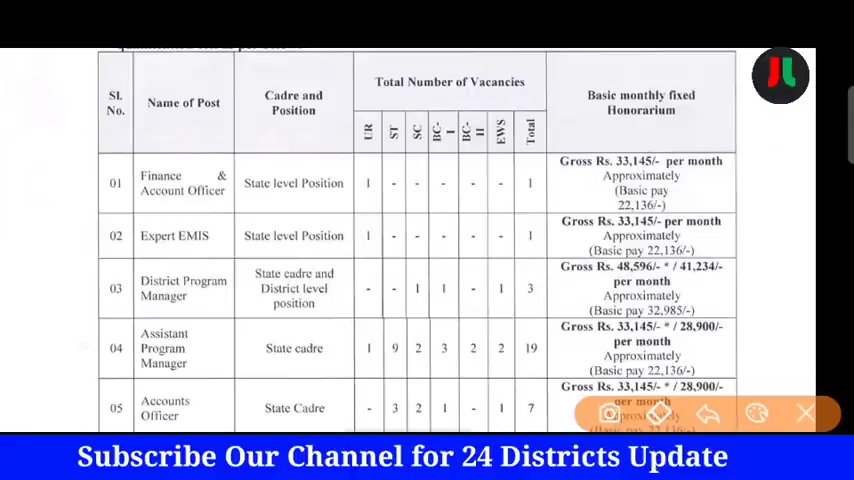 Sl. No. | Name of Post | Cadre and Position | Total Number of Vacancies | Basic monthly fixed Honorarium
UR | ST | SC | BC-I | BC-II | EWS | Total
01 | Finance & Account Officer | State level Position | 1 | - | - | - | - | - | 1 | Gross Rs. 33,145/- per month Approximately (Basic pay 22,136/-)
02 | Expert EMIS | State level Position | 1 | - | - | - | - | - | 1 | Gross Rs. 33,145/- per month Approximately (Basic pay 22,136/-)
03 | District Program Manager | State cadre and District level position | - | - | 1 | 1 | - | 1 | 3 | Gross Rs. 48,596/- * / 41,234/- per month Approximately (Basic pay 32,985/-)
04 | Assistant Program Manager | State cadre | 1 | 9 | 2 | 3 | 2 | 2 | 19 | Gross Rs. 33,145/- * / 28,900/- per month Approximately (Basic pay 22,136/-)
05 | Accounts Officer | State Cadre | - | 3 | 2 | 1 | - | 1 | 7 | Gross Rs. 33,145/- * / 28,900/- per month Approximately
Subscribe Our Channel for 24 Districts Update